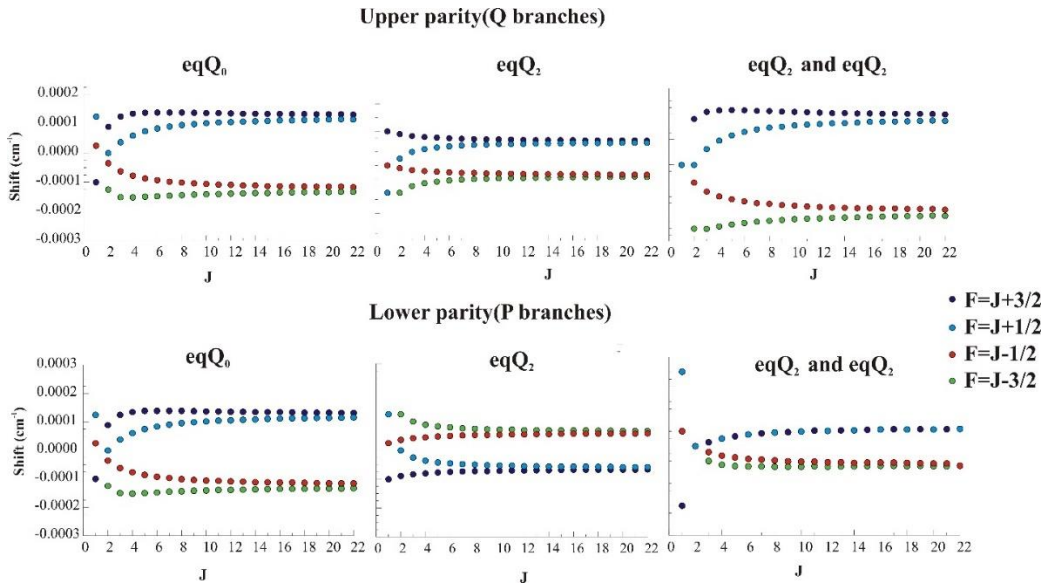 Upper parity(Q branches)
eqQ₀
eqQ₂
eqQ₂ and eqQ₂
Shift (cm⁻¹)
0.0002
0.0001
0.0000
-0.0001
-0.0002
-0.0003
0 2 4 6 8 10 12 14 16 18 20 22
0 2 4 6 8 10 12 14 16 18 20 22
0 2 4 6 8 10 12 14 16 18 20 22
J
J
J
Lower parity(P branches)
eqQ₀
eqQ₂
eqQ₂ and eqQ₂
Shift (cm⁻¹)
0.0003
0.0002
0.0001
0.0000
-0.0001
-0.0002
-0.0003
0 2 4 6 8 10 12 14 16 18 20 22
0 2 4 6 8 10 12 14 16 18 20 22
0 2 4 6 8 10 12 14 16 18 20 22
J
J
J
F=J+3/2
F=J+1/2
F=J-1/2
F=J-3/2